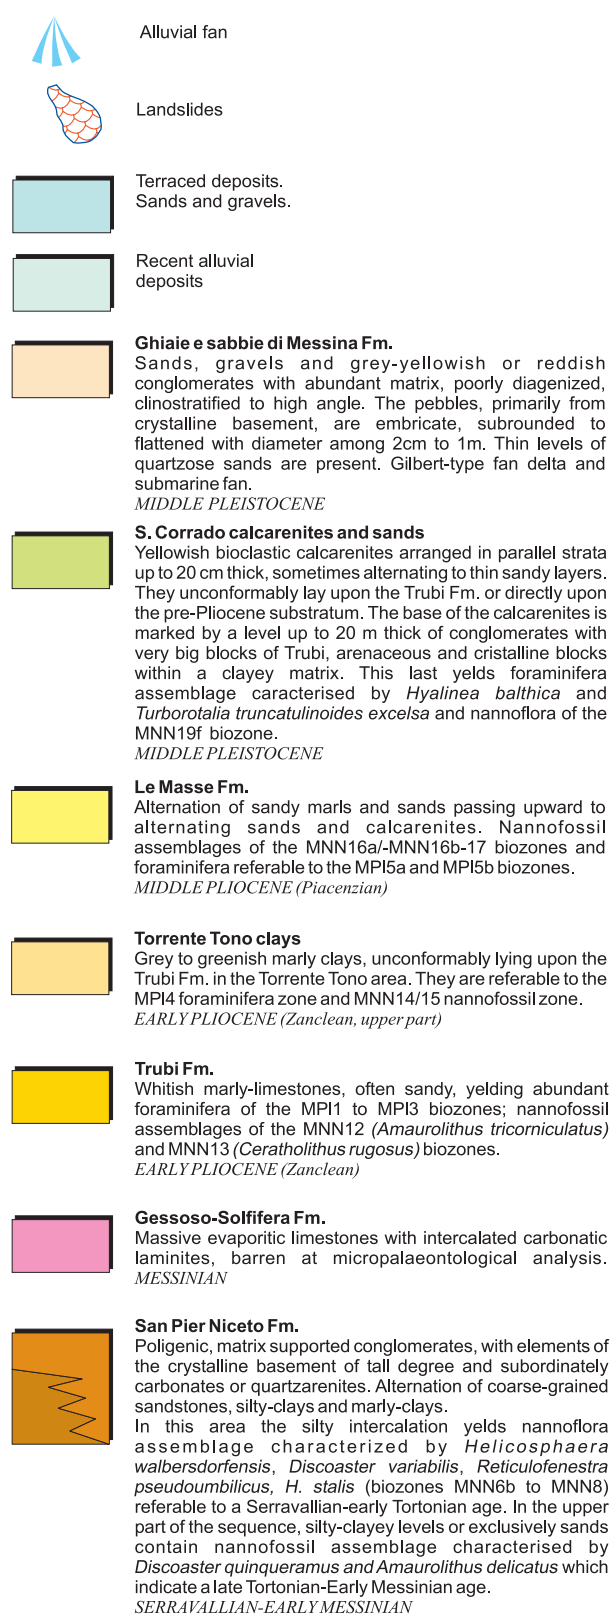 Alluvial fan
Landslides
Terraced deposits.
Sands and gravels.
Recent alluvial
deposits
Ghiaie e sabbie di Messina Fm.
Sands, gravels and grey-yellowish or reddish
conglomerates with abundant matrix, poorly diagenized,
clinostratified to high angle. The pebbles, primarily from
crystalline basement, are embricate, subrounded to
flattened with diameter among 2cm to 1m. Thin levels of
quartzose sands are present. Gilbert-type fan delta and
submarine fan.
MIDDLE PLEISTOCENE
S. Corrado calcarenites and sands
Yellowish bioclastic calcarenites arranged in parallel strata
up to 20 cm thick, sometimes alternating to thin sandy layers.
They unconformably lay upon the Trubi Fm. or directly upon
the pre-Pliocene substratum. The base of the calcarenites is
marked by a level up to 20 m thick of conglomerates with
very big blocks of Trubi, arenaceous and cristalline blocks
within a clayey matrix. This last yelds foraminifera
assemblage caracterised by Hyalinea balthica and
Turborotalia truncatulinoides excelsa and nannoflora of the
MNN19f biozone.
MIDDLE PLEISTOCENE
Le Masse Fm.
Alternation of sandy marls and sands passing upward to
alternating sands and calcarenites. Nannofossil
assemblages of the MNN16a/-MNN16b-17 biozones and
foraminifera referable to the MPl5a and MPl5b biozones.
MIDDLE PLIOCENE (Piacenzian)
Torrente Tono clays
Grey to greenish marly clays, unconformably lying upon the
Trubi Fm. in the Torrente Tono area. They are referable to the
MPl4 foraminifera zone and MNN14/15 nannofossil zone.
EARLY PLIOCENE (Zanclean, upper part)
Trubi Fm.
Whitish marly-limestones, often sandy, yelding abundant
foraminifera of the MPl1 to MPl3 biozones; nannofossil
assemblages of the MNN12 (Amaurolithus tricorniculatus)
and MNN13 (Ceratholithus rugosus) biozones.
EARLY PLIOCENE (Zanclean)
Gessoso-Solfifera Fm.
Massive evaporitic limestones with intercalated carbonatic
laminites, barren at micropalaeontological analysis.
MESSINIAN
San Pier Niceto Fm.
Poligenic, matrix supported conglomerates, with elements of
the crystalline basement of tall degree and subordinately
carbonates or quartzarenites. Alternation of coarse-grained
sandstones, silty-clays and marly-clays.
In this area the silty intercalation yelds nannoflora
assemblage characterized by Helicosphaera
walbersdorfensis, Discoaster variabilis, Reticulofenestra
pseudoumbilicus, H. stalis (biozones MNN6b to MNN8)
referable to a Serravallian-early Tortonian age. In the upper
part of the sequence, silty-clayey levels or exclusively sands
contain nannofossil assemblage characterised by
Discoaster quinqueramus and Amaurolithus delicatus which
indicate a late Tortonian-Early Messinian age.
SERRAVALLIAN-EARLY MESSINIAN